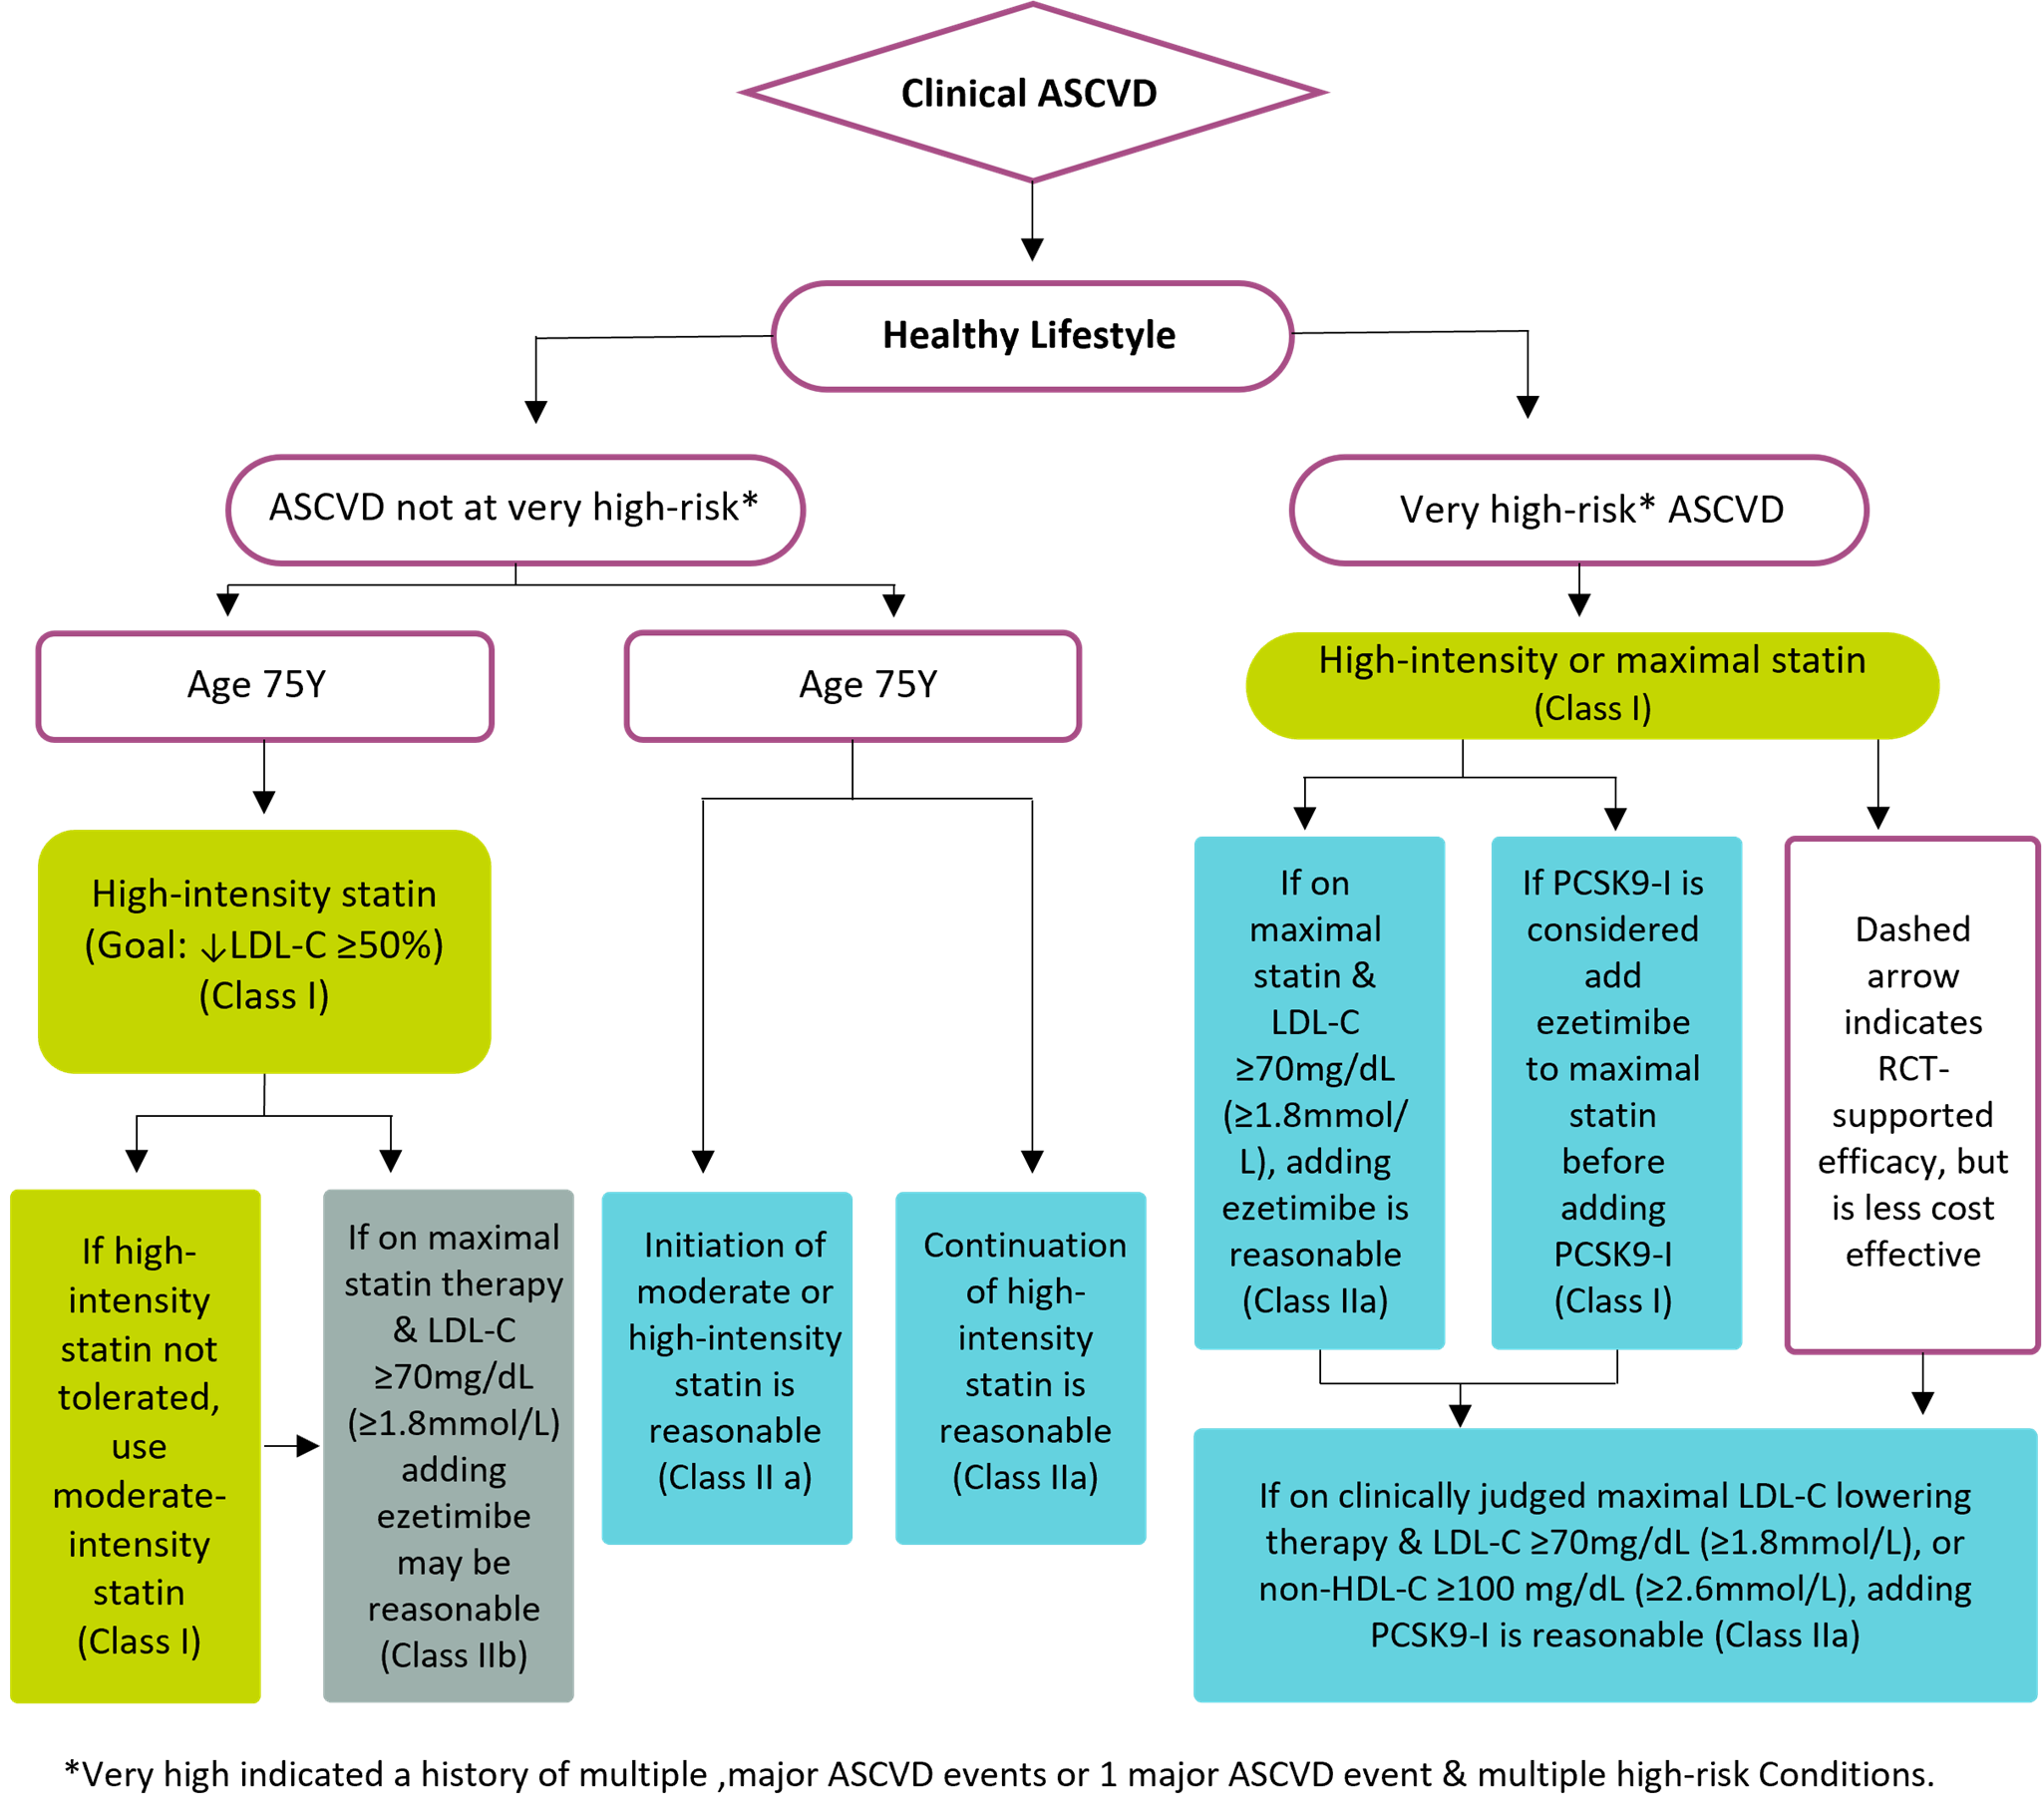 Clinical ASCVD
Healthy Lifestyle
ASCVD not at very high-risk*
Very high-risk* ASCVD
Age 75Y
Age 75Y
High-intensity or maximal statin
(Class I)
High-intensity statin
(Goal: ↓LDL-C ≥50%)
(Class I)
If on
maximal
statin &
LDL-C
≥70mg/dL
(≥1.8mmol/
L), adding
ezetimibe is
reasonable
(Class IIa)
If PCSK9-I is
considered
add
ezetimibe
to maximal
statin
before
adding
PCSK9-I
(Class I)
Dashed
arrow
indicates
RCT-
supported
efficacy, but
is less cost
effective
If high-
intensity
statin not
tolerated,
use
moderate-
intensity
statin
(Class I)
If on maximal
statin therapy
& LDL-C
≥70mg/dL
(≥1.8mmol/L)
adding
ezetimibe
may be
reasonable
(Class IIb)
Initiation of
moderate or
high-intensity
statin is
reasonable
(Class II a)
Continuation
of high-
intensity
statin is
reasonable
(Class IIa)
If on clinically judged maximal LDL-C lowering
therapy & LDL-C ≥70mg/dL (≥1.8mmol/L), or
non-HDL-C ≥100 mg/dL (≥2.6mmol/L), adding
PCSK9-I is reasonable (Class IIa)
*Very high indicated a history of multiple ,major ASCVD events or 1 major ASCVD event & multiple high-risk Conditions.